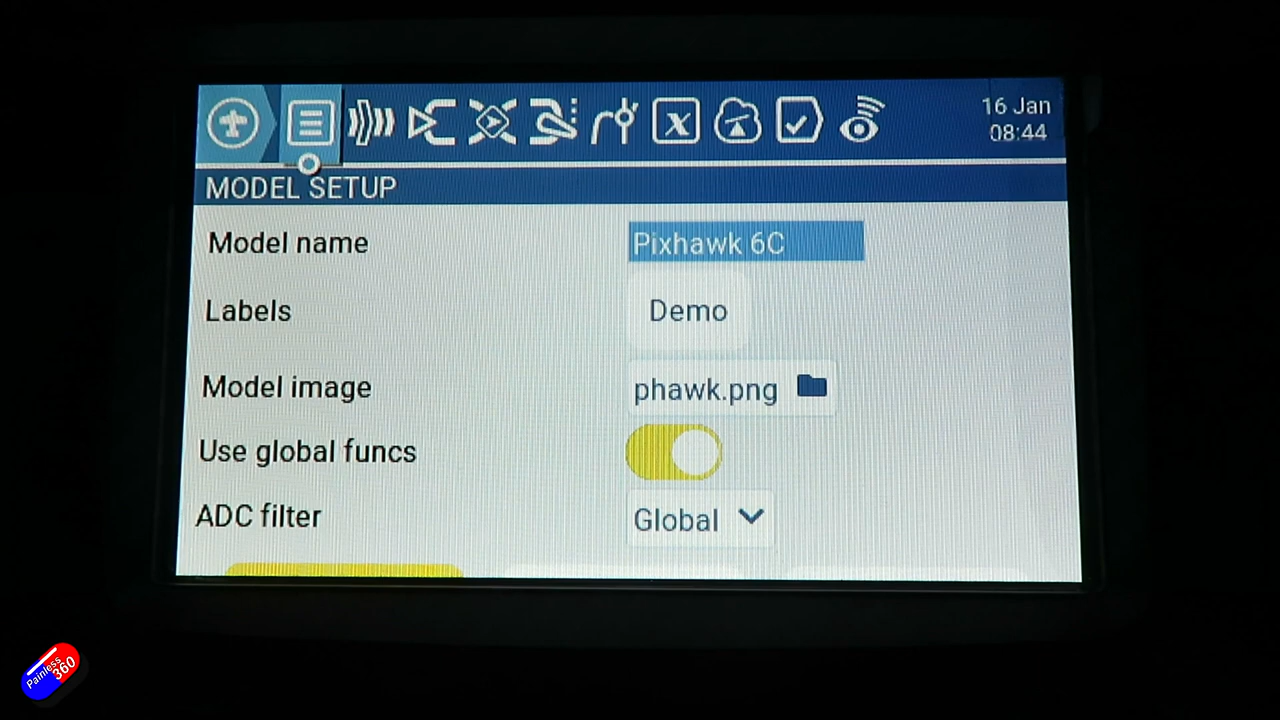 16 Jan
08:44
MODEL SETUP
Model name
Pixhawk 6C
Labels
Demo
Model image
phawk.png
Use global funcs
ADC filter
Global
Painless
360